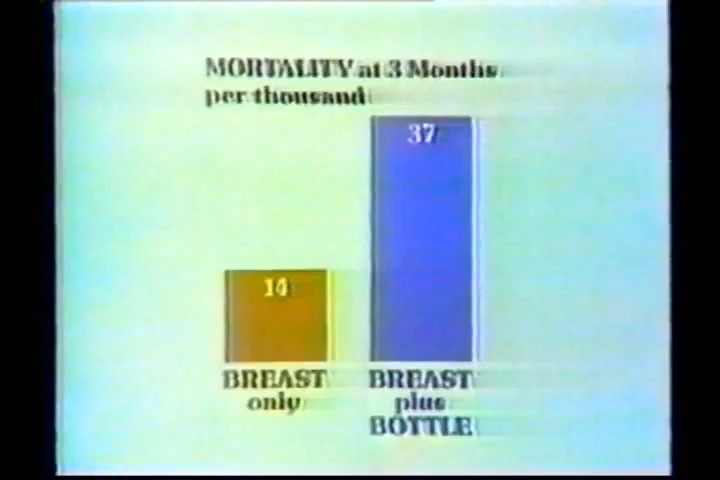 MORTALITY at 3 Months
per thousand
37
14
BREAST
only
BREAST
plus
BOTTLE